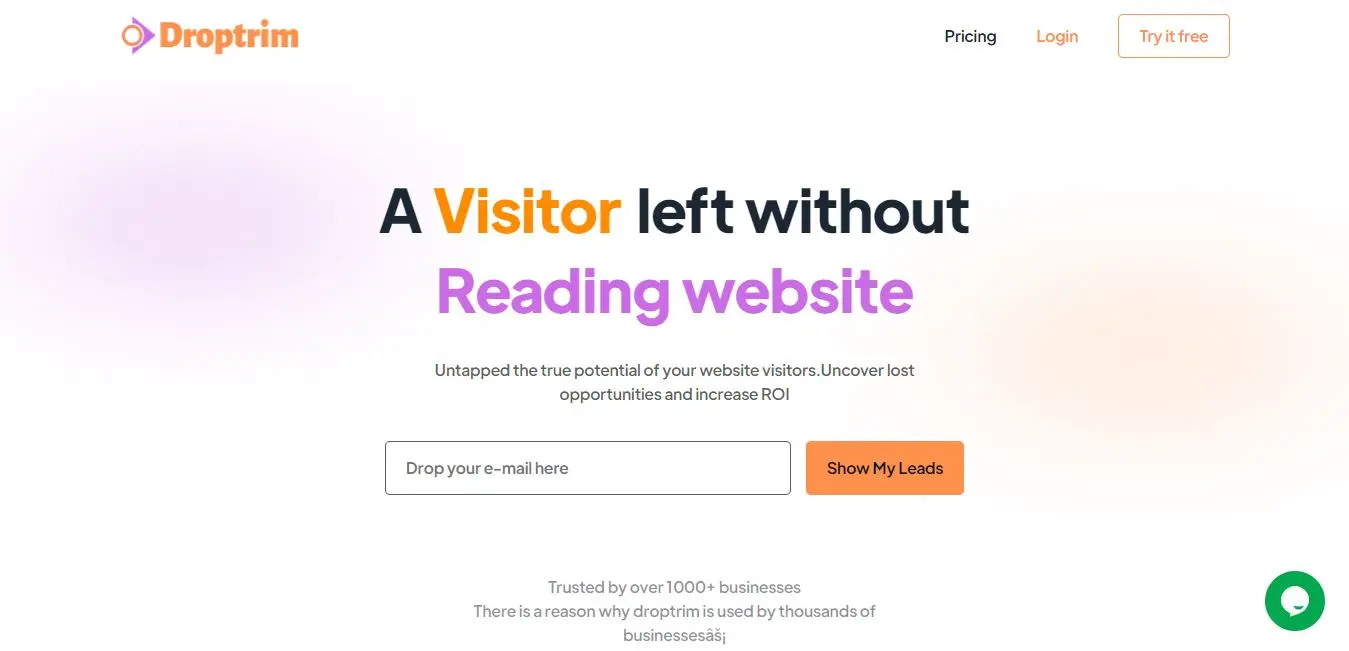 Droptrim
Pricing
Login
Try it free
A Visitor left without
Reading website
Untapped the true potential of your website visitors.Uncover lost
opportunities and increase ROI
Drop your e-mail here
Show My Leads
Trusted by over 1000+ businesses
There is a reason why droptrim is used by thousands of
businessesâš¡